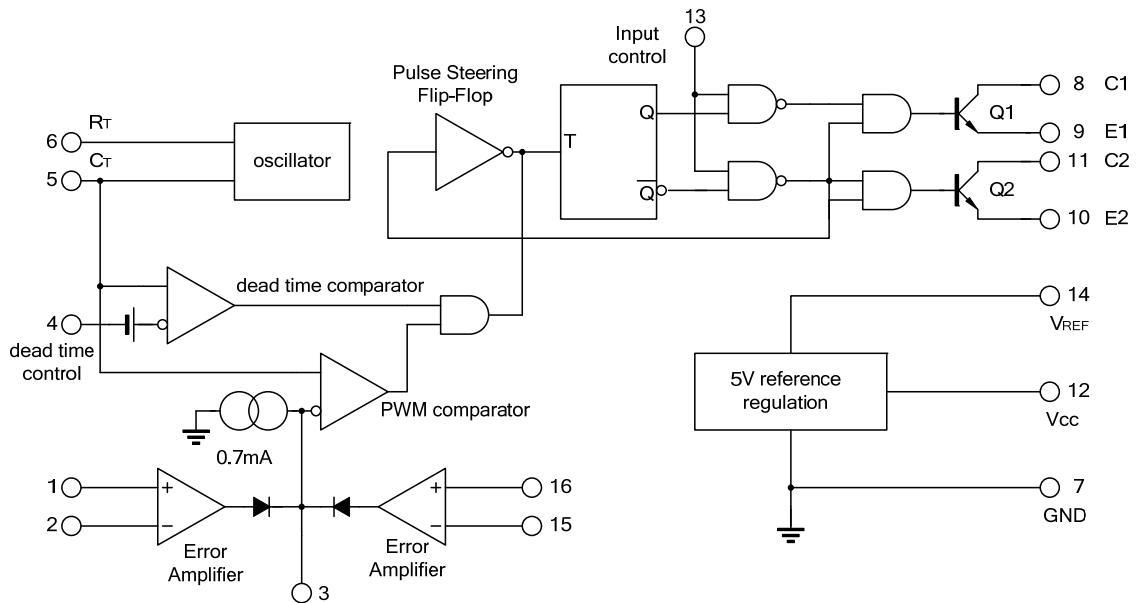 13
Input
control
Pulse Steering
Flip-Flop
8 C1
Q
Q1
6 RT
T
9 E1
oscillator
CT
5
11 C2
Q
Q2
10 E2
dead time comparator
14
4
VREF
dead time
control
5V reference
regulation
12
PWM comparator
Vcc
0.7mA
1
+
+
16
7
2
−
−
15
GND
Error
Amplifier
Error
Amplifier
3